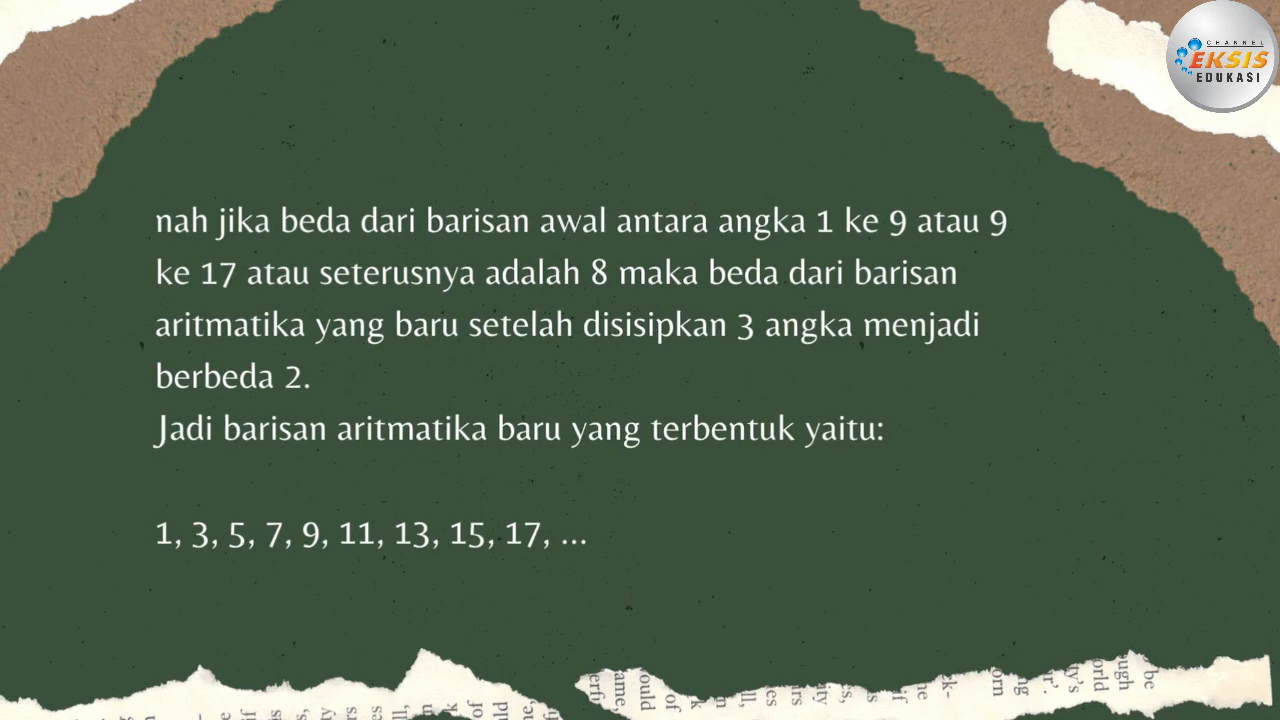 CHANNEL
EKSIS
EDUKASI
nah jika beda dari barisan awal antara angka 1 ke 9 atau 9
ke 17 atau seterusnya adalah 8 maka beda dari barisan
aritmatika yang baru setelah disisipkan 3 angka menjadi
berbeda 2.
Jadi barisan aritmatika baru yang terbentuk yaitu:
1, 3, 5, 7, 9, 11, 13, 15, 17, ...